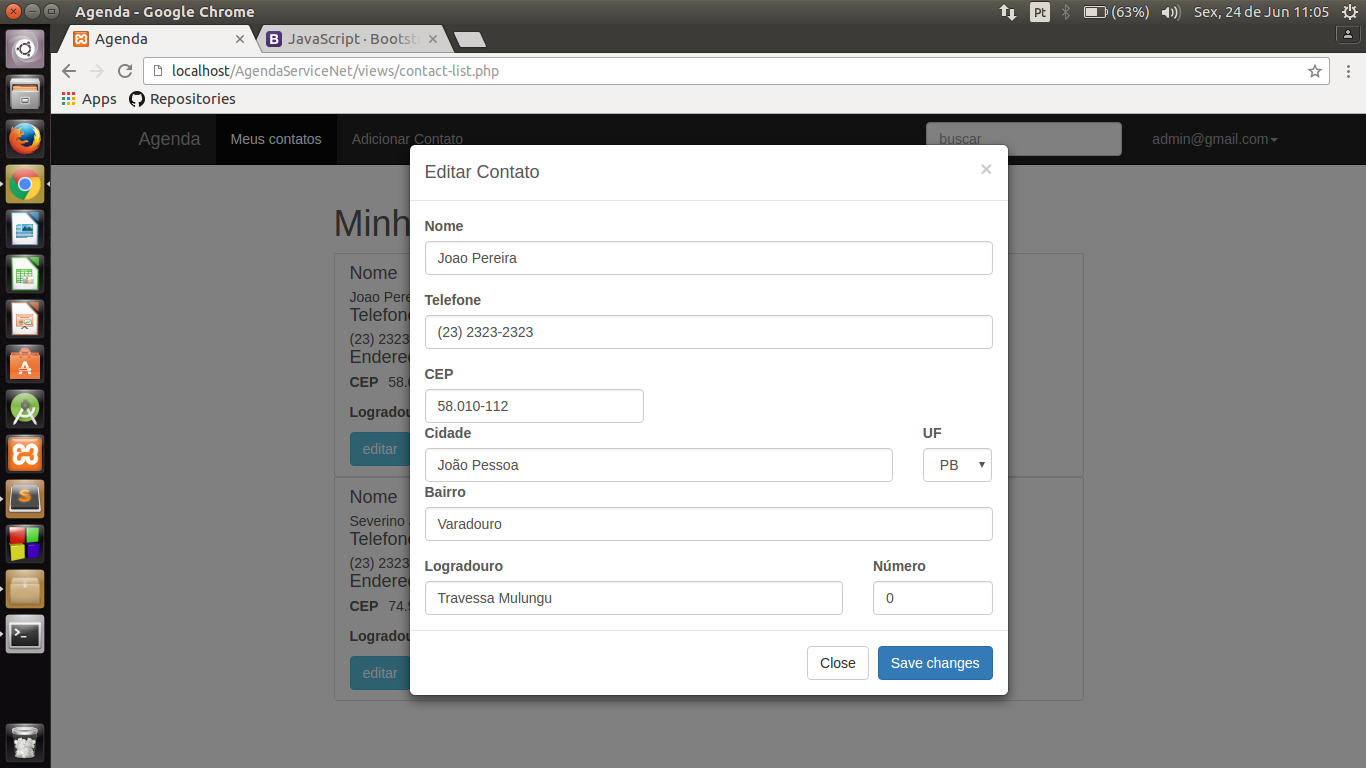 Agenda - Google Chrome
Pt
(63%)
Sex, 24 de Jun 11:05
Agenda
JavaScript · Bootst
localhost/AgendaServiceNet/views/contact-list.php
Apps
Repositories
Agenda
Meus contatos
Adicionar Contato
buscar
admin@gmail.com
Editar Contato
×
Nome
Joao Pereira
Telefone
(23) 2323-2323
CEP
58.010-112
Cidade
UF
João Pessoa
PB
Bairro
Varadouro
Logradouro
Número
Travessa Mulungu
0
Close
Save changes
Minh
Nome
Joao Pere
Telefone
(23) 2323
Endere
CEP 58.0
Logradou
editar
Nome
Severino
Telefone
(23) 2323
Endere
CEP 74.
Logradou
editar